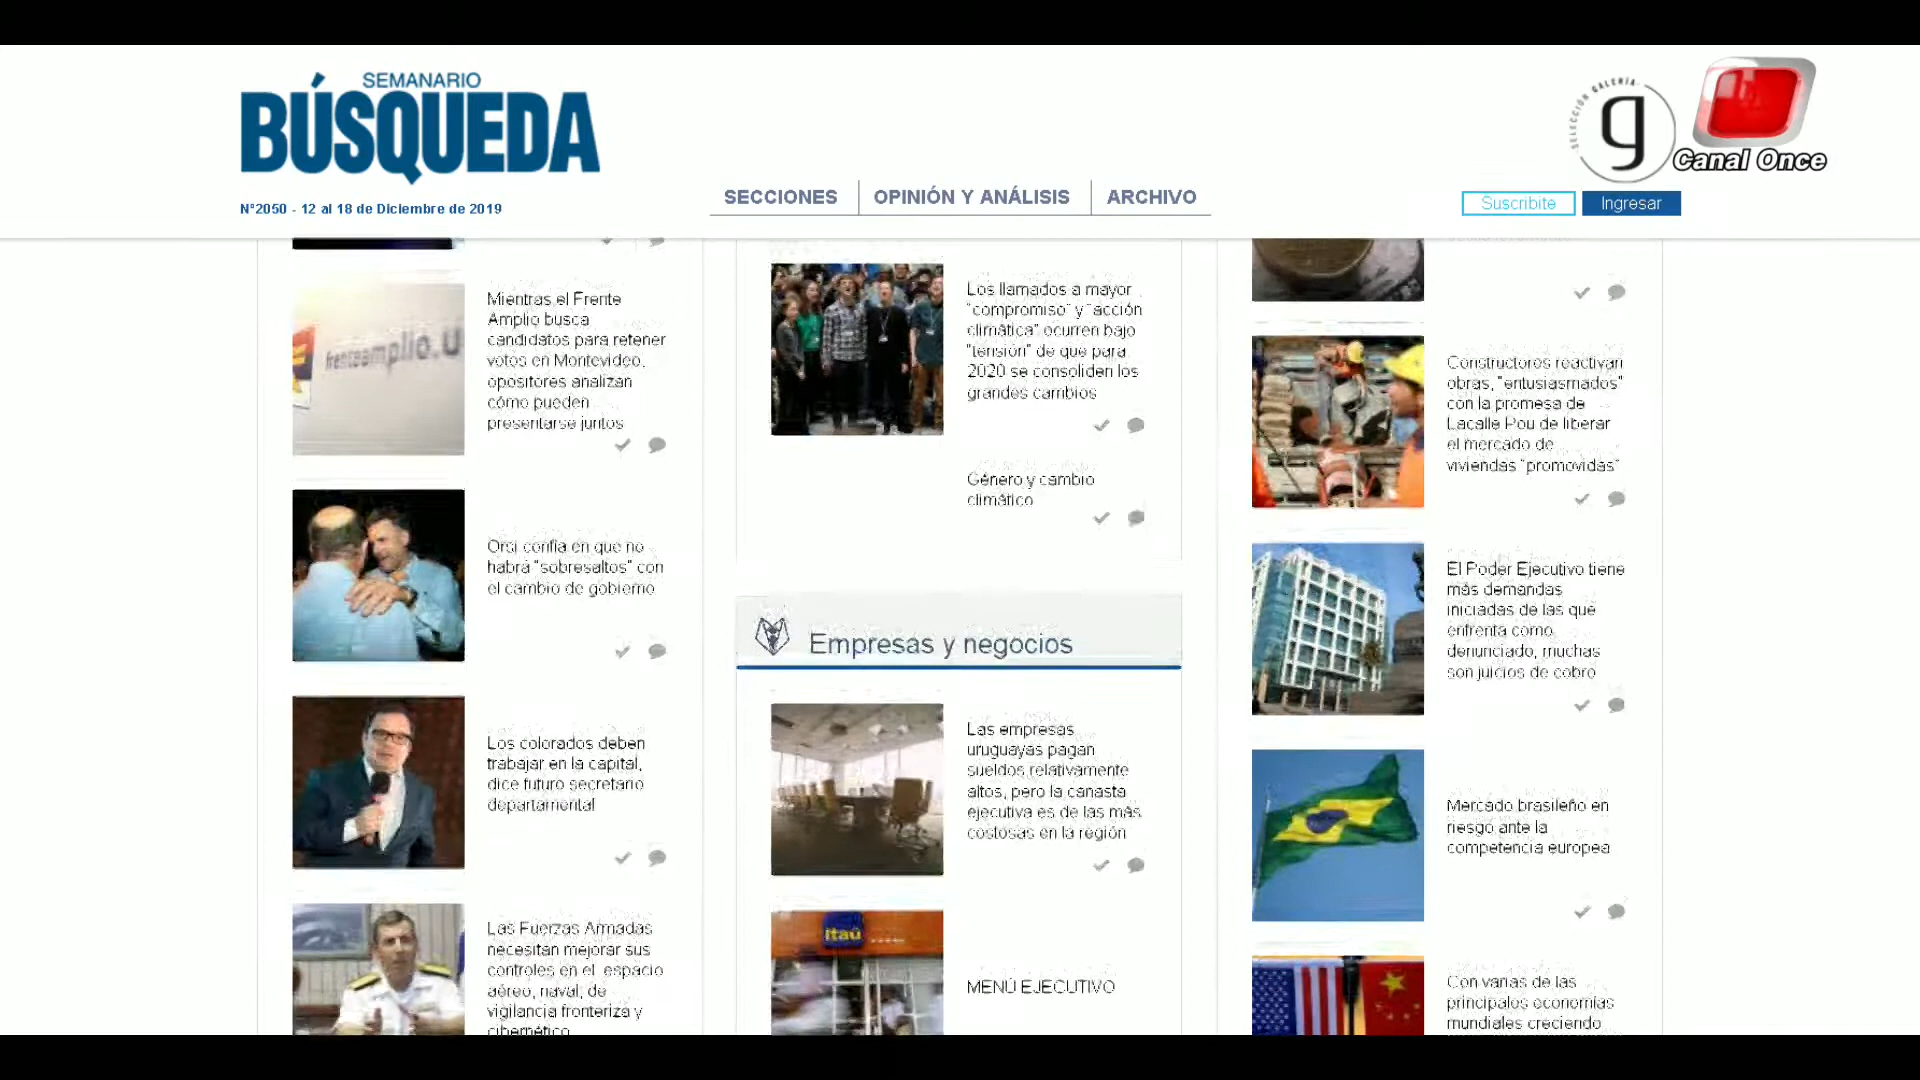 SEMANARIO
BÚSQUEDA
N°2050 - 12 al 18 de Diciembre de 2019
SECCIONES
OPINIÓN Y ANÁLISIS
ARCHIVO
SELECCIÓN GALERÍA
g
Canal Once
Suscribite
Ingresar
frenteamplio.u
Mientras el Frente
Amplio busca
candidatos para retener
votos en Montevideo,
opositores analizan
cómo pueden
presentarse juntos
Orsi confía en que no
habrá "sobresaltos" con
el cambio de gobierno
Los colorados deben
trabajar en la capital,
dice futuro secretario
departamental
Las Fuerzas Armadas
necesitan mejorar sus
controles en el espacio
aéreo, naval, de
vigilancia fronteriza y
cibernético
Los llamados a mayor
"compromiso" y "acción
climática" ocurren bajo
"tensión" de que para
2020 se consoliden los
grandes cambios
Género y cambio
climático
Empresas y negocios
Las empresas
uruguayas pagan
sueldos relativamente
altos, pero la canasta
ejecutiva es de las más
costosas en la región
Itaú
MENÚ EJECUTIVO
Constructores reactivan
obras, "entusiasmados"
con la promesa de
Lacalle Pou de liberar
el mercado de
viviendas "promovidas"
El Poder Ejecutivo tiene
más demandas
iniciadas de las que
enfrenta como
denunciado, muchas
son juicios de cobro
Mercado brasileño en
riesgo ante la
competencia europea
Con varias de las
principales economías
mundiales creciendo